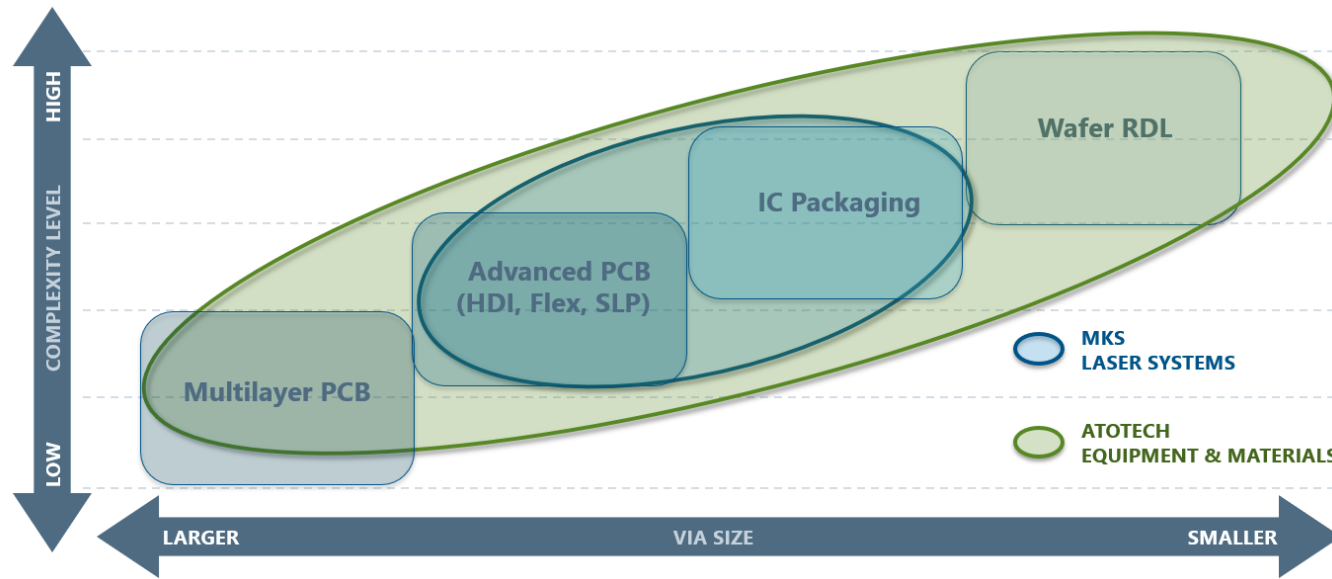 HIGH
COMPLEXITY LEVEL
LOW
Wafer RDL
IC Packaging
Advanced PCB
(HDI, Flex, SLP)
Multilayer PCB
MKS
LASER SYSTEMS
ATOTECH
EQUIPMENT & MATERIALS
LARGER
VIA SIZE
SMALLER